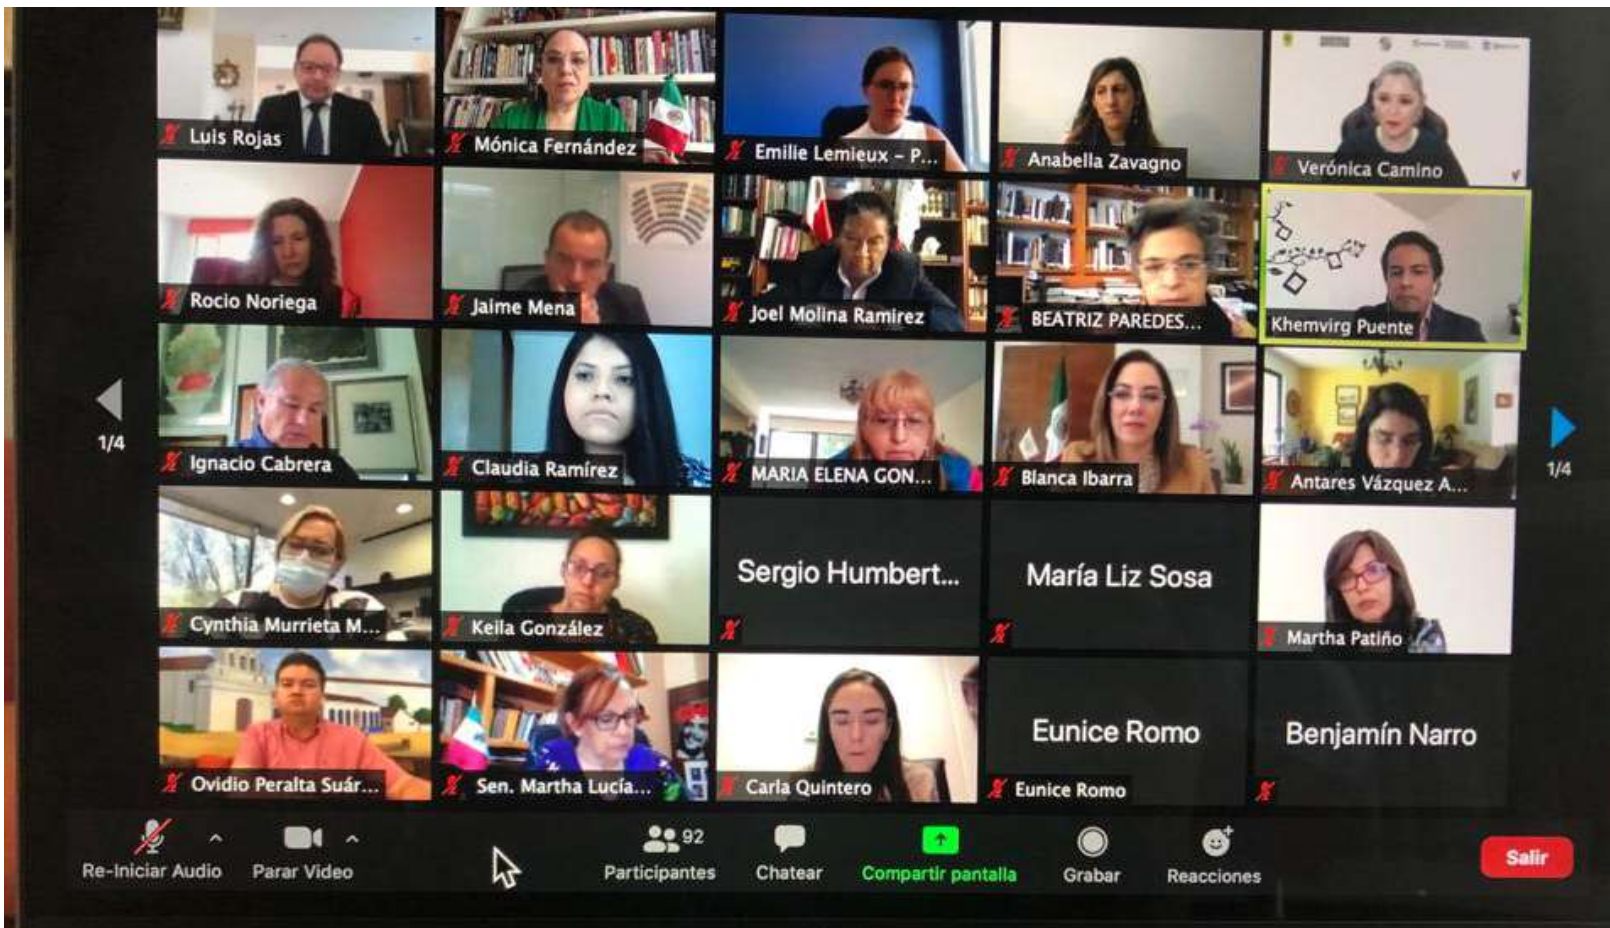 Luis Rojas
Mónica Fernández
Emilie Lemieux – P...
Anabella Zavagno
Verónica Camino
Rocio Noriega
Jaime Mena
Joel Molina Ramirez
BEATRIZ PAREDES...
Khemvirg Puente
Ignacio Cabrera
Claudia Ramírez
MARIA ELENA GON...
Blanca Ibarra
Antares Vázquez A...
1/4
1/4
Cynthia Murrieta M...
Keila González
Sergio Humbert...
María Liz Sosa
Martha Patiño
Ovidio Peralta Suár...
Sen. Martha Lucía...
Carla Quintero
Eunice Romo
Eunice Romo
Benjamín Narro
92
Re-Iniciar Audio
Parar Video
Participantes
Chatear
Compartir pantalla
Grabar
Reacciones
Salir